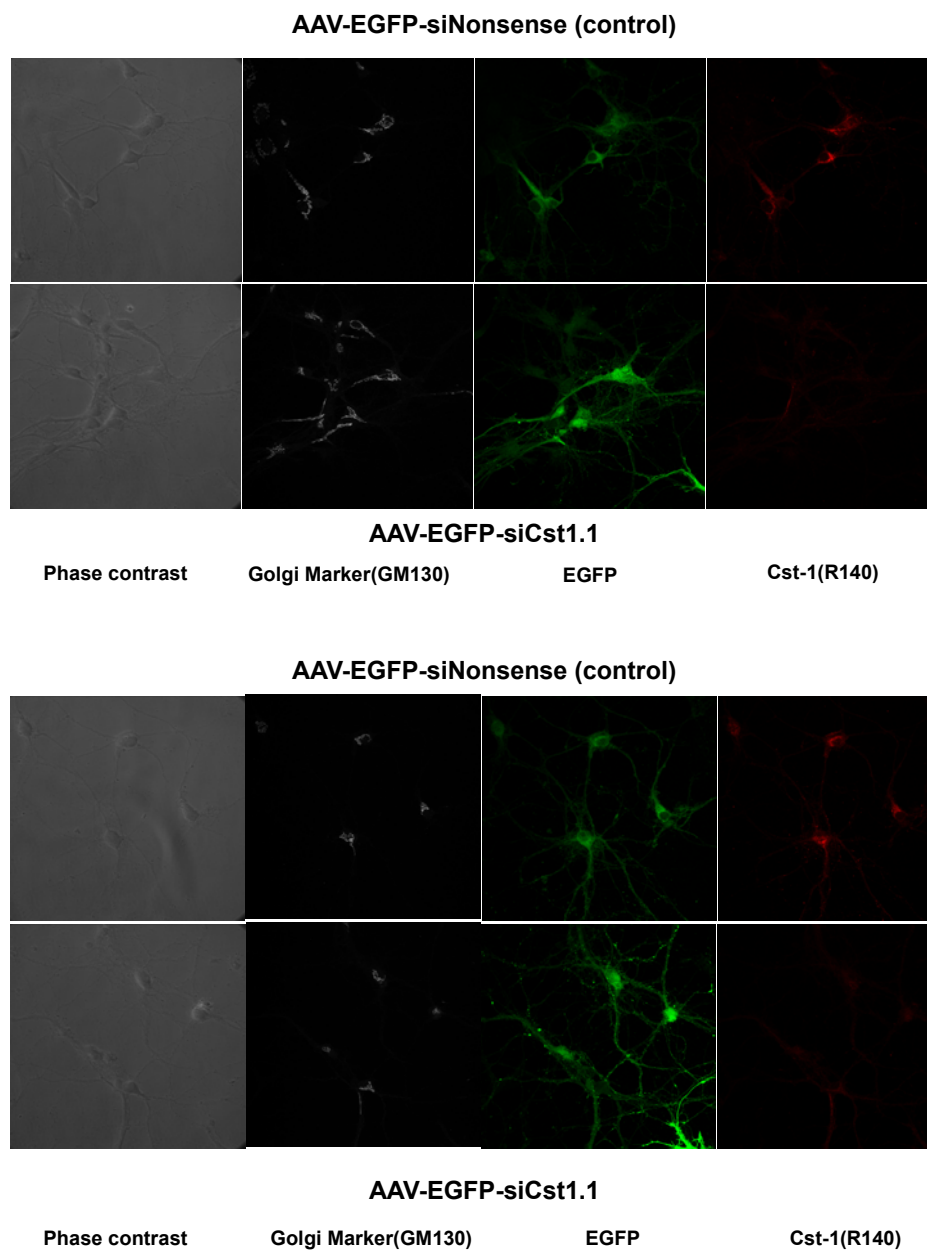 AAV-EGFP-siNonsense (control)
AAV-EGFP-siCst1.1
Phase contrast Golgi Marker(GM130) EGFP Cst-1(R140)
AAV-EGFP-siNonsense (control)
AAV-EGFP-siCst1.1
Phase contrast Golgi Marker(GM130) EGFP Cst-1(R140)